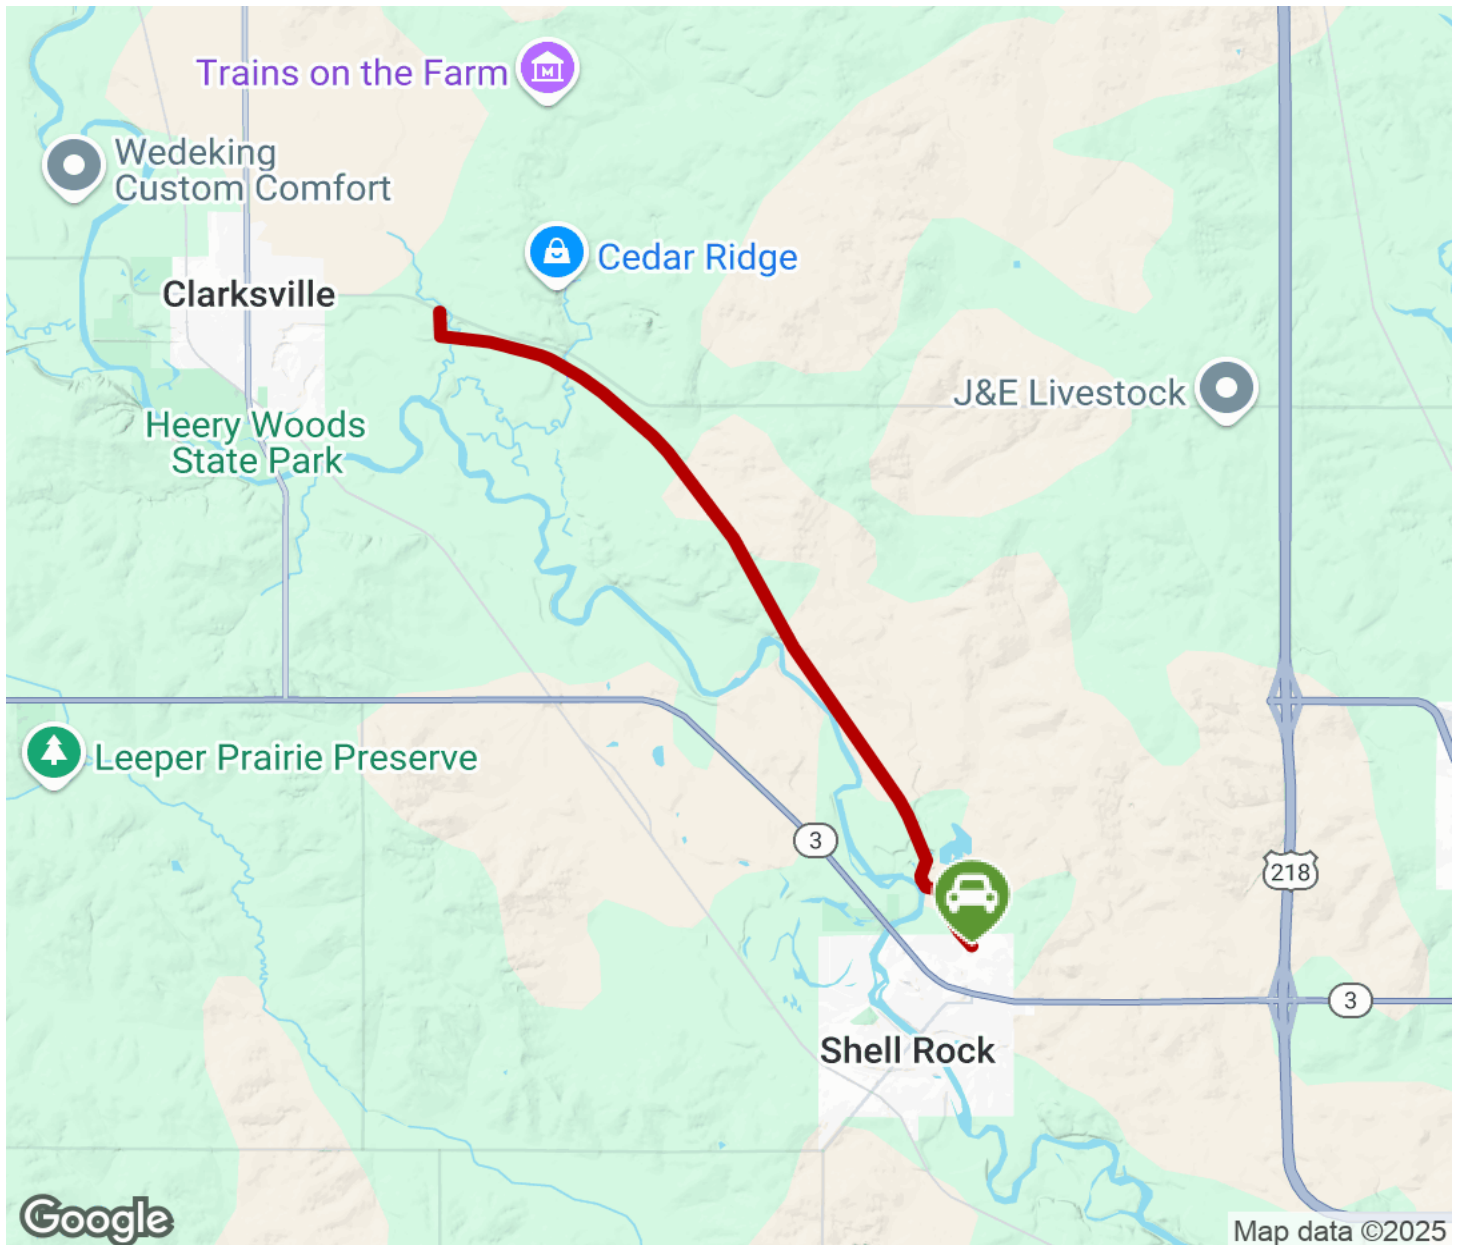 Trains on the Farm
Wedeking
Custom Comfort
Cedar Ridge
Clarksville
J&E Livestock
Heery Woods
State Park
Leeper Prairie Preserve
3
218
3
Shell Rock
Google
Map data ©2025